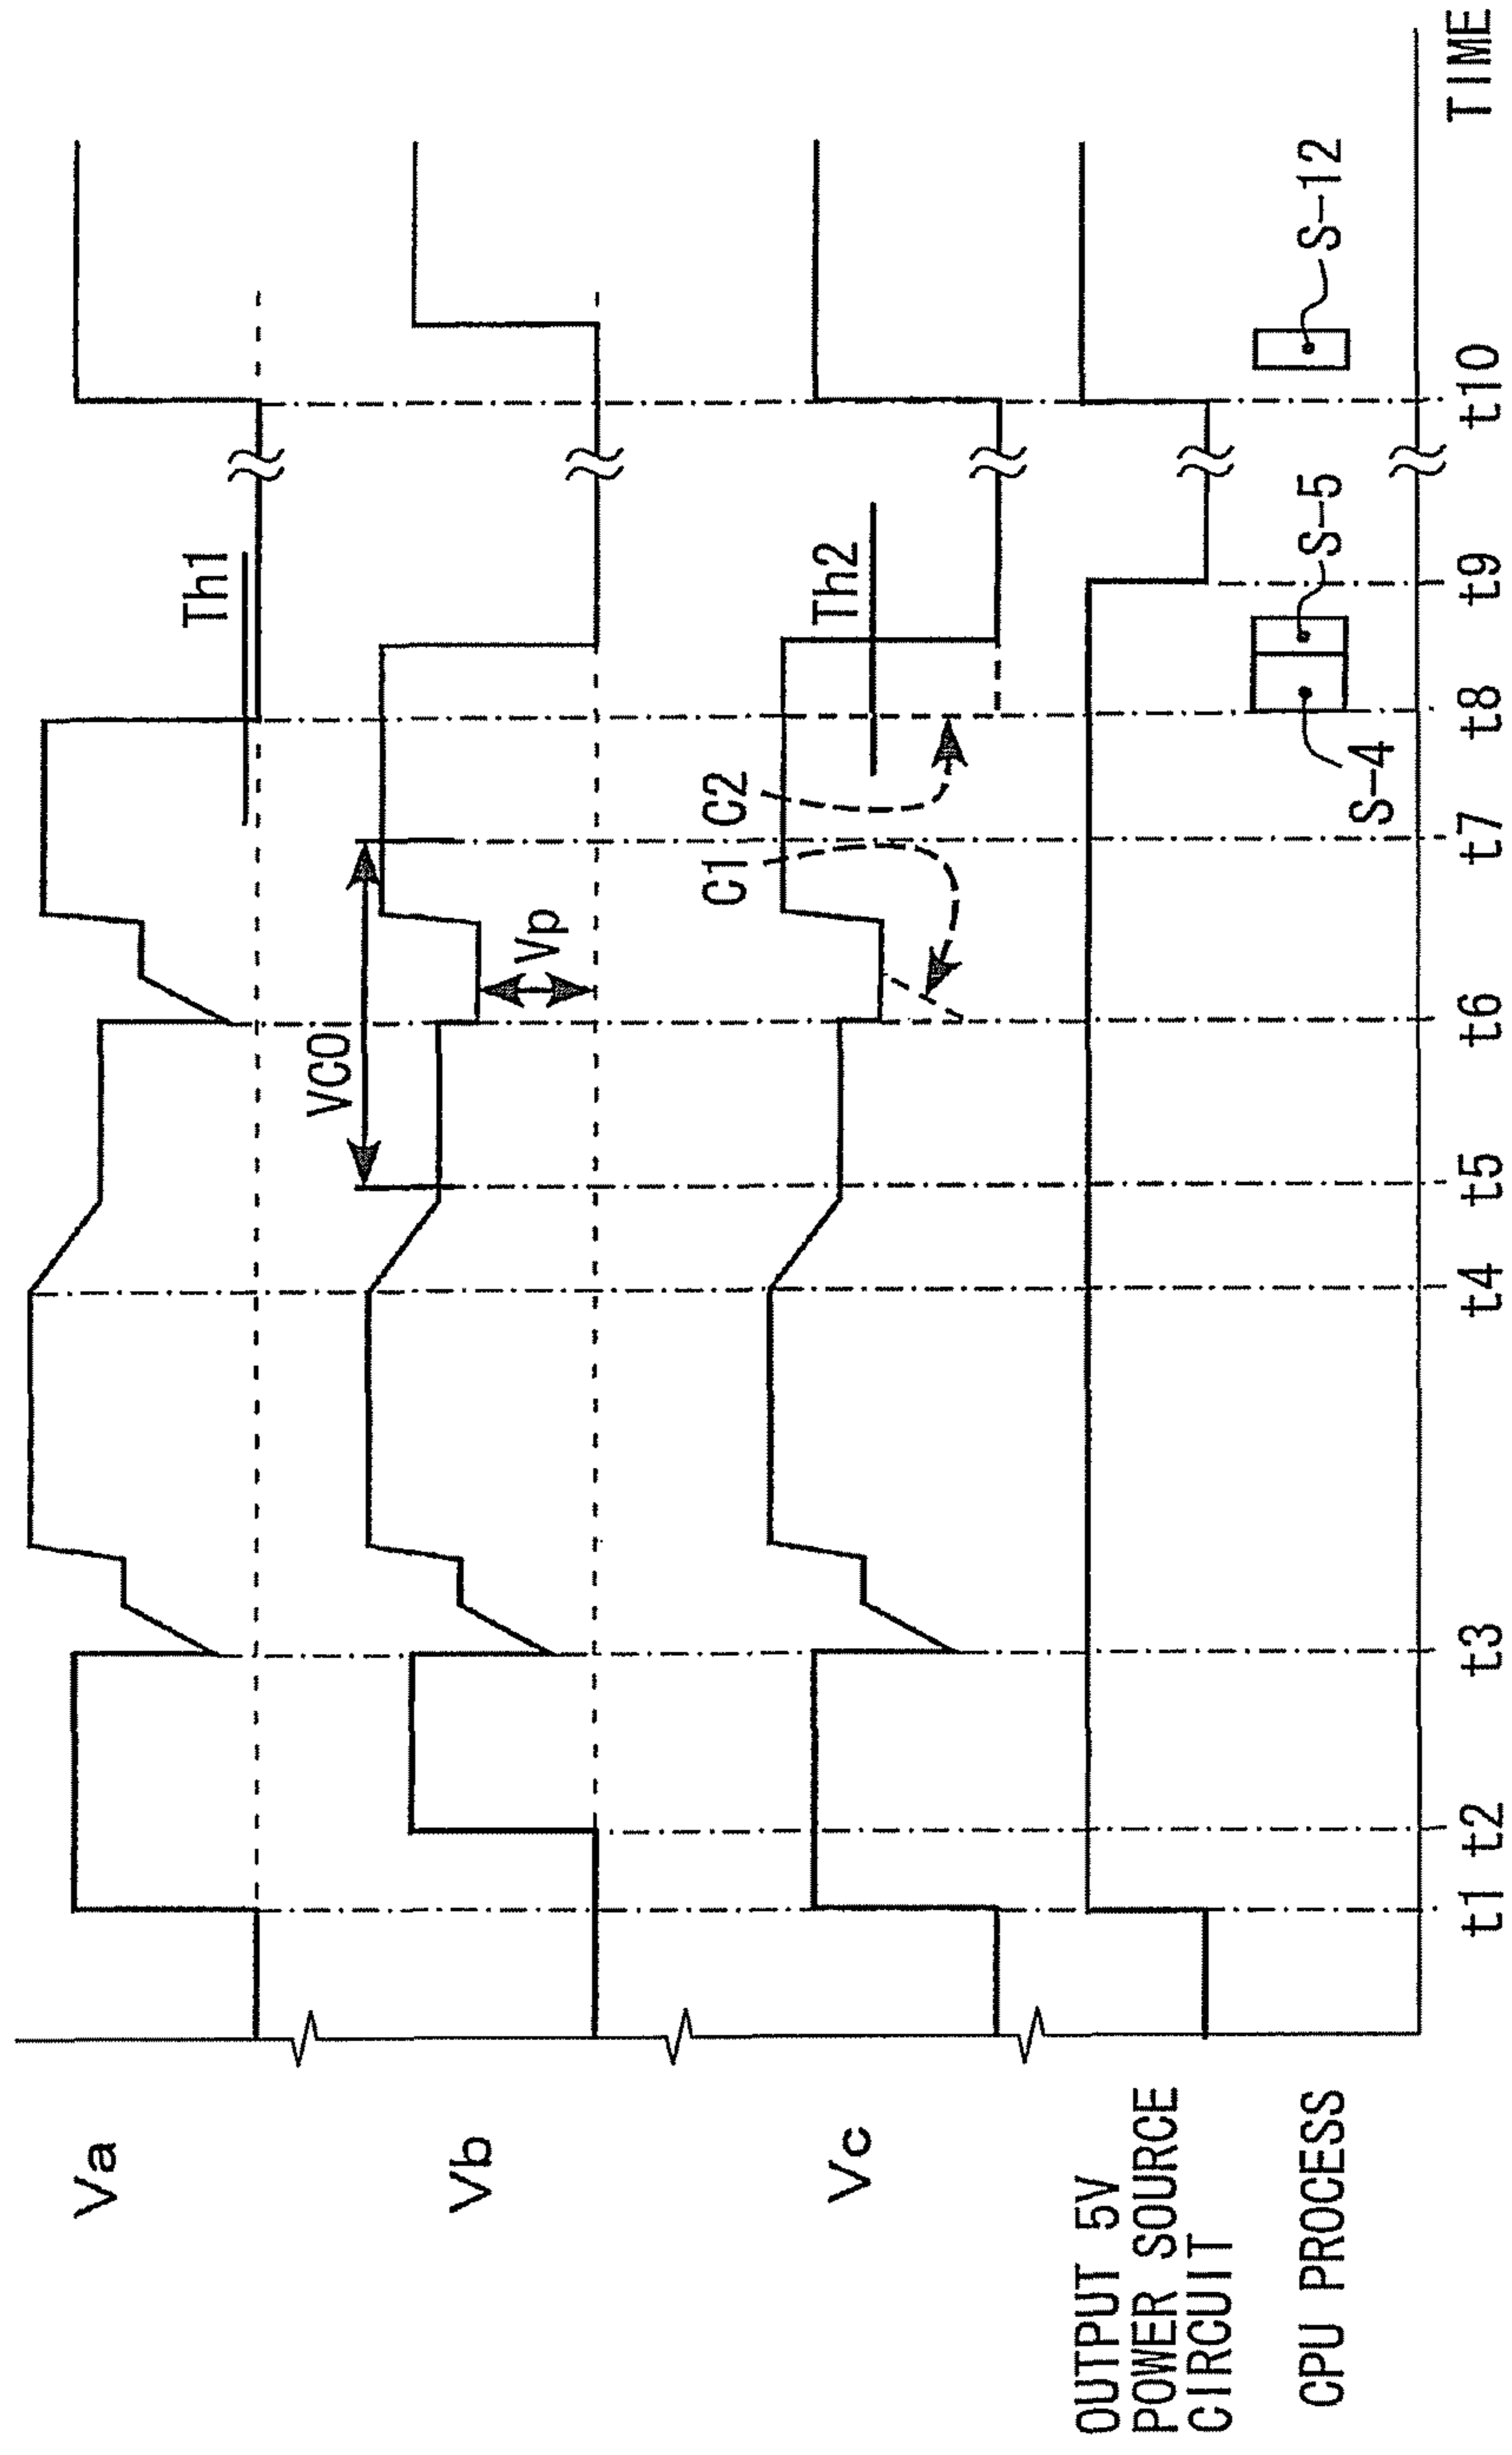 Va
Th1
Vb
VCO
Vp
Vc
C1
C2
Th2
OUTPUT 5V
POWER SOURCE
CIRCUIT
CPU PROCESS
S-4
S-5
S-12
t1
t2
t3
t4
t5
t6
t7
t8
t9
t10
TIME